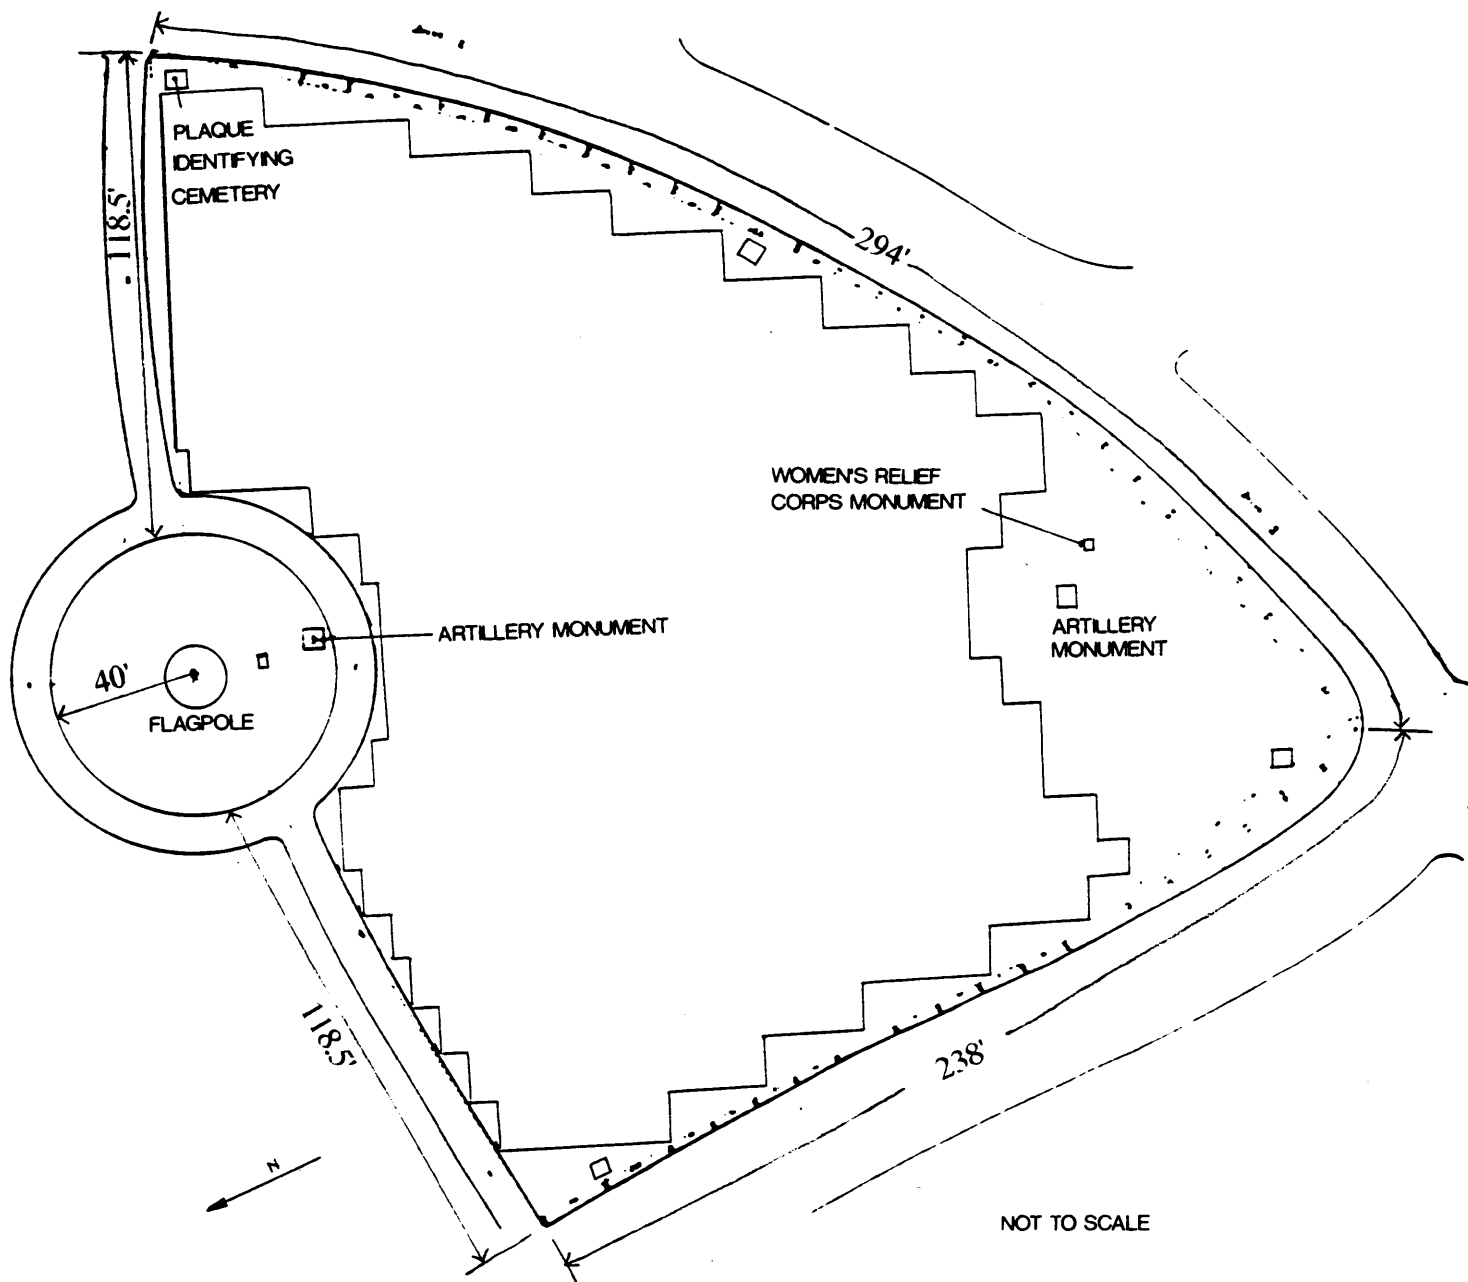 PLAQUE
IDENTIFYING
CEMETERY
118.5'
294'
WOMEN'S RELIEF
CORPS MONUMENT
ARTILLERY MONUMENT
ARTILLERY
MONUMENT
40'
FLAGPOLE
118.5'
238'
N
NOT TO SCALE